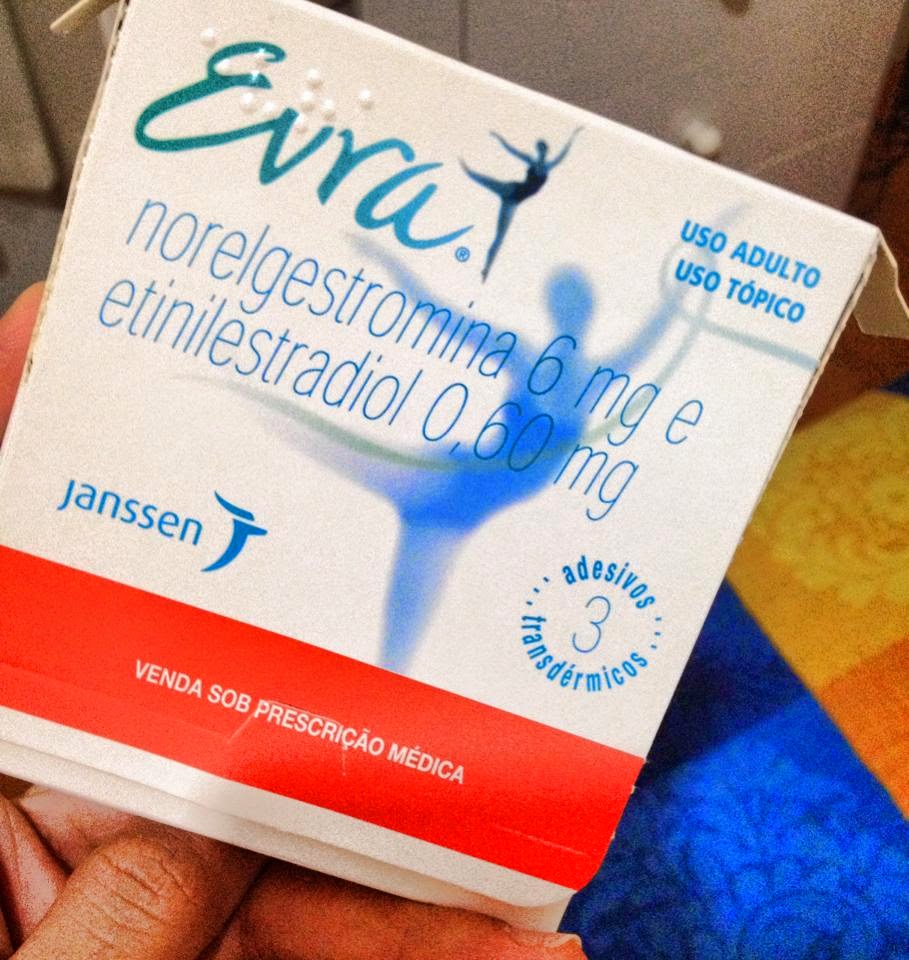 Evra®
norelgestromina 6 mg e
etinilestradiol 0,60 mg
USO ADULTO
USO TÓPICO
Janssen
adesivos
3
transdérmicos
VENDA SOB PRESCRIÇÃO MÉDICA